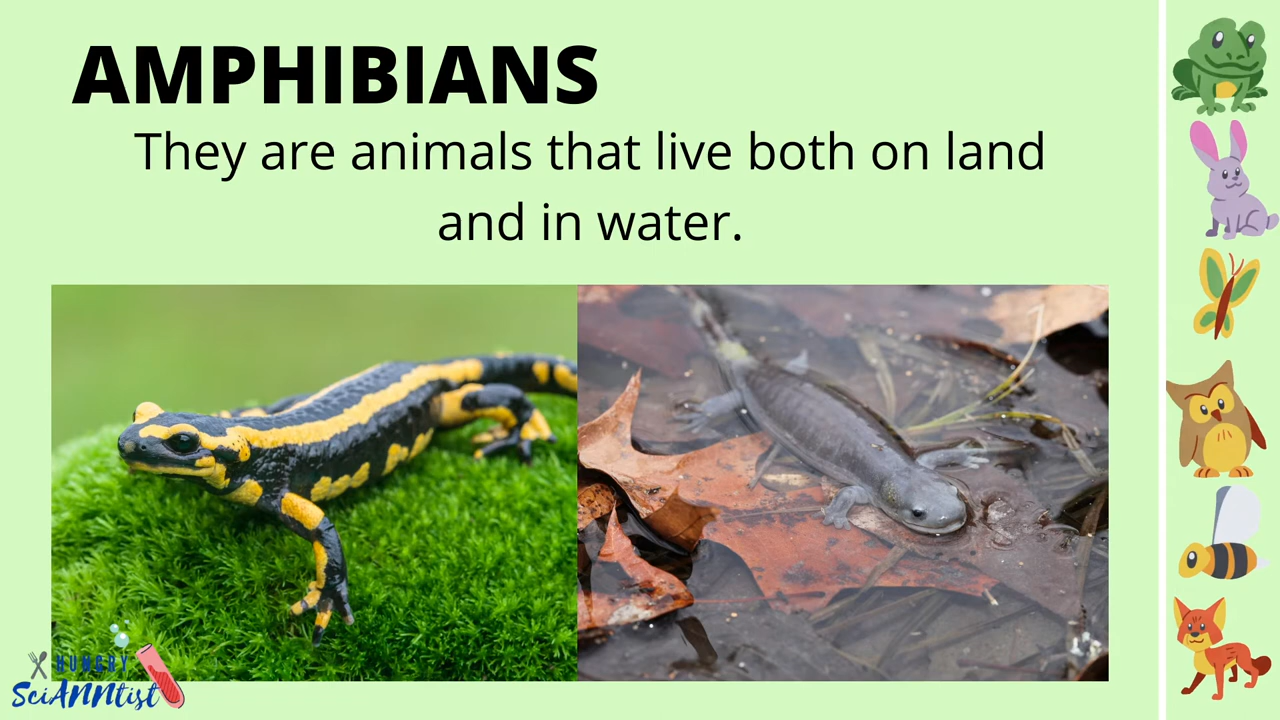 AMPHIBIANS
They are animals that live both on land
and in water.
HUNGRY
SciANNtist